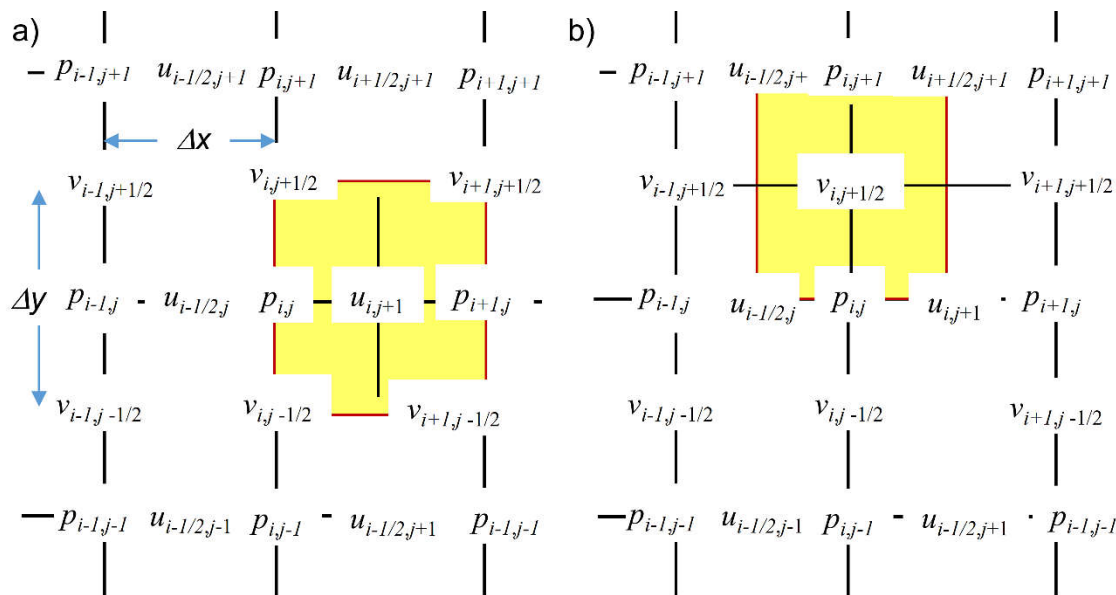 a)
p_{i-1,j+1} u_{i-1/2,j+1} p_{i,j+1} u_{i+1/2,j+1} p_{i+1,j+1}
Δx
v_{i-1,j+1/2} v_{i,j+1/2} v_{i+1,j+1/2}
Δy
p_{i-1,j} u_{i-1/2,j} p_{i,j} u_{i,j+1} p_{i+1,j}
v_{i-1,j-1/2} v_{i,j-1/2} v_{i+1,j-1/2}
p_{i-1,j-1} u_{i-1/2,j-1} p_{i,j-1} u_{i-1/2,j+1} p_{i-1,j-1}
b)
p_{i-1,j+1} u_{i-1/2,j+} p_{i,j+1} u_{i+1/2,j+1} p_{i+1,j+1}
v_{i-1,j+1/2} v_{i,j+1/2} v_{i+1,j+1/2}
p_{i-1,j} u_{i-1/2,j} p_{i,j} u_{i,j+1} p_{i+1,j}
v_{i-1,j-1/2} v_{i,j-1/2} v_{i+1,j-1/2}
p_{i-1,j-1} u_{i-1/2,j-1} p_{i,j-1} u_{i-1/2,j+1} p_{i-1,j-1}